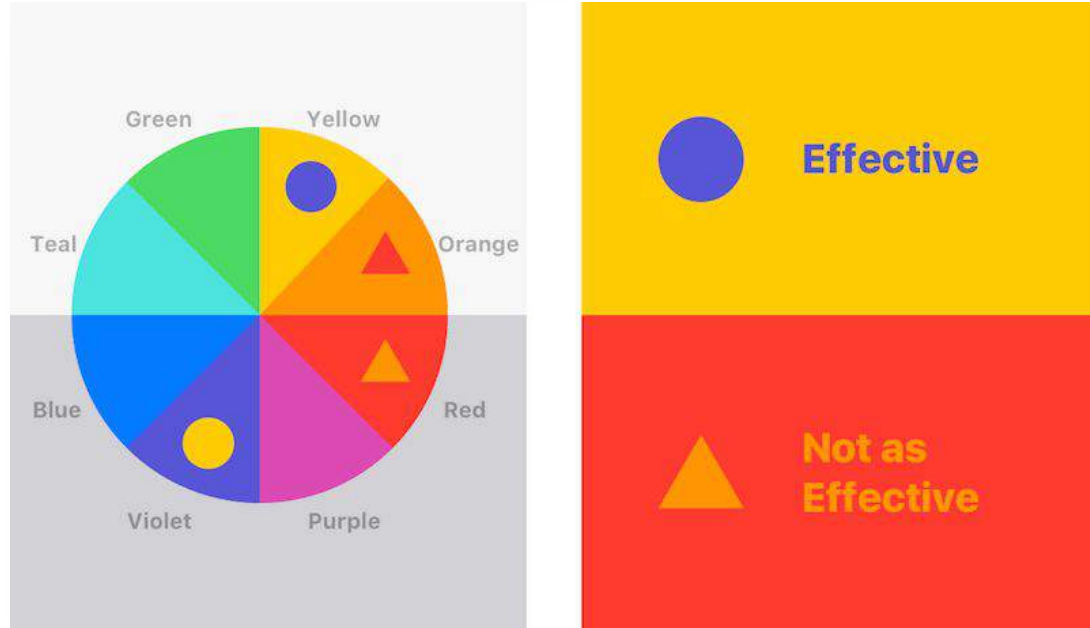 Green
Yellow
Teal
Orange
Blue
Red
Violet
Purple
Effective
Not as
Effective